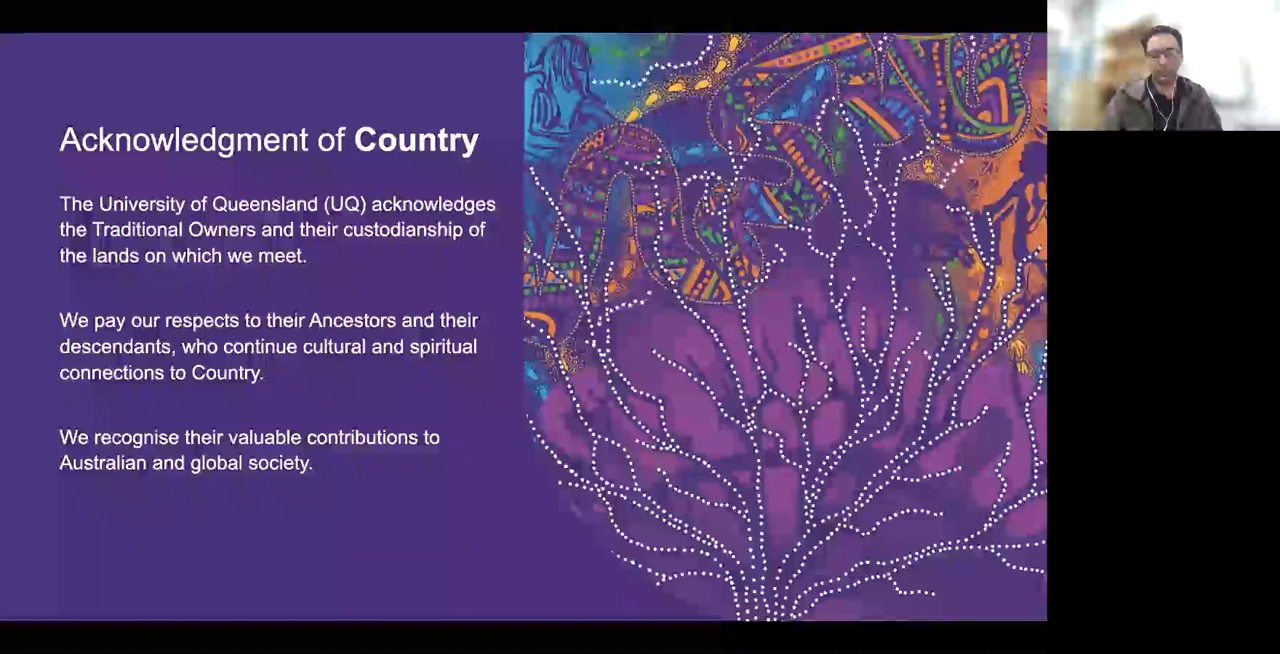 Acknowledgment of Country
The University of Queensland (UQ) acknowledges
the Traditional Owners and their custodianship of
the lands on which we meet.
We pay our respects to their Ancestors and their
descendants, who continue cultural and spiritual
connections to Country.
We recognise their valuable contributions to
Australian and global society.